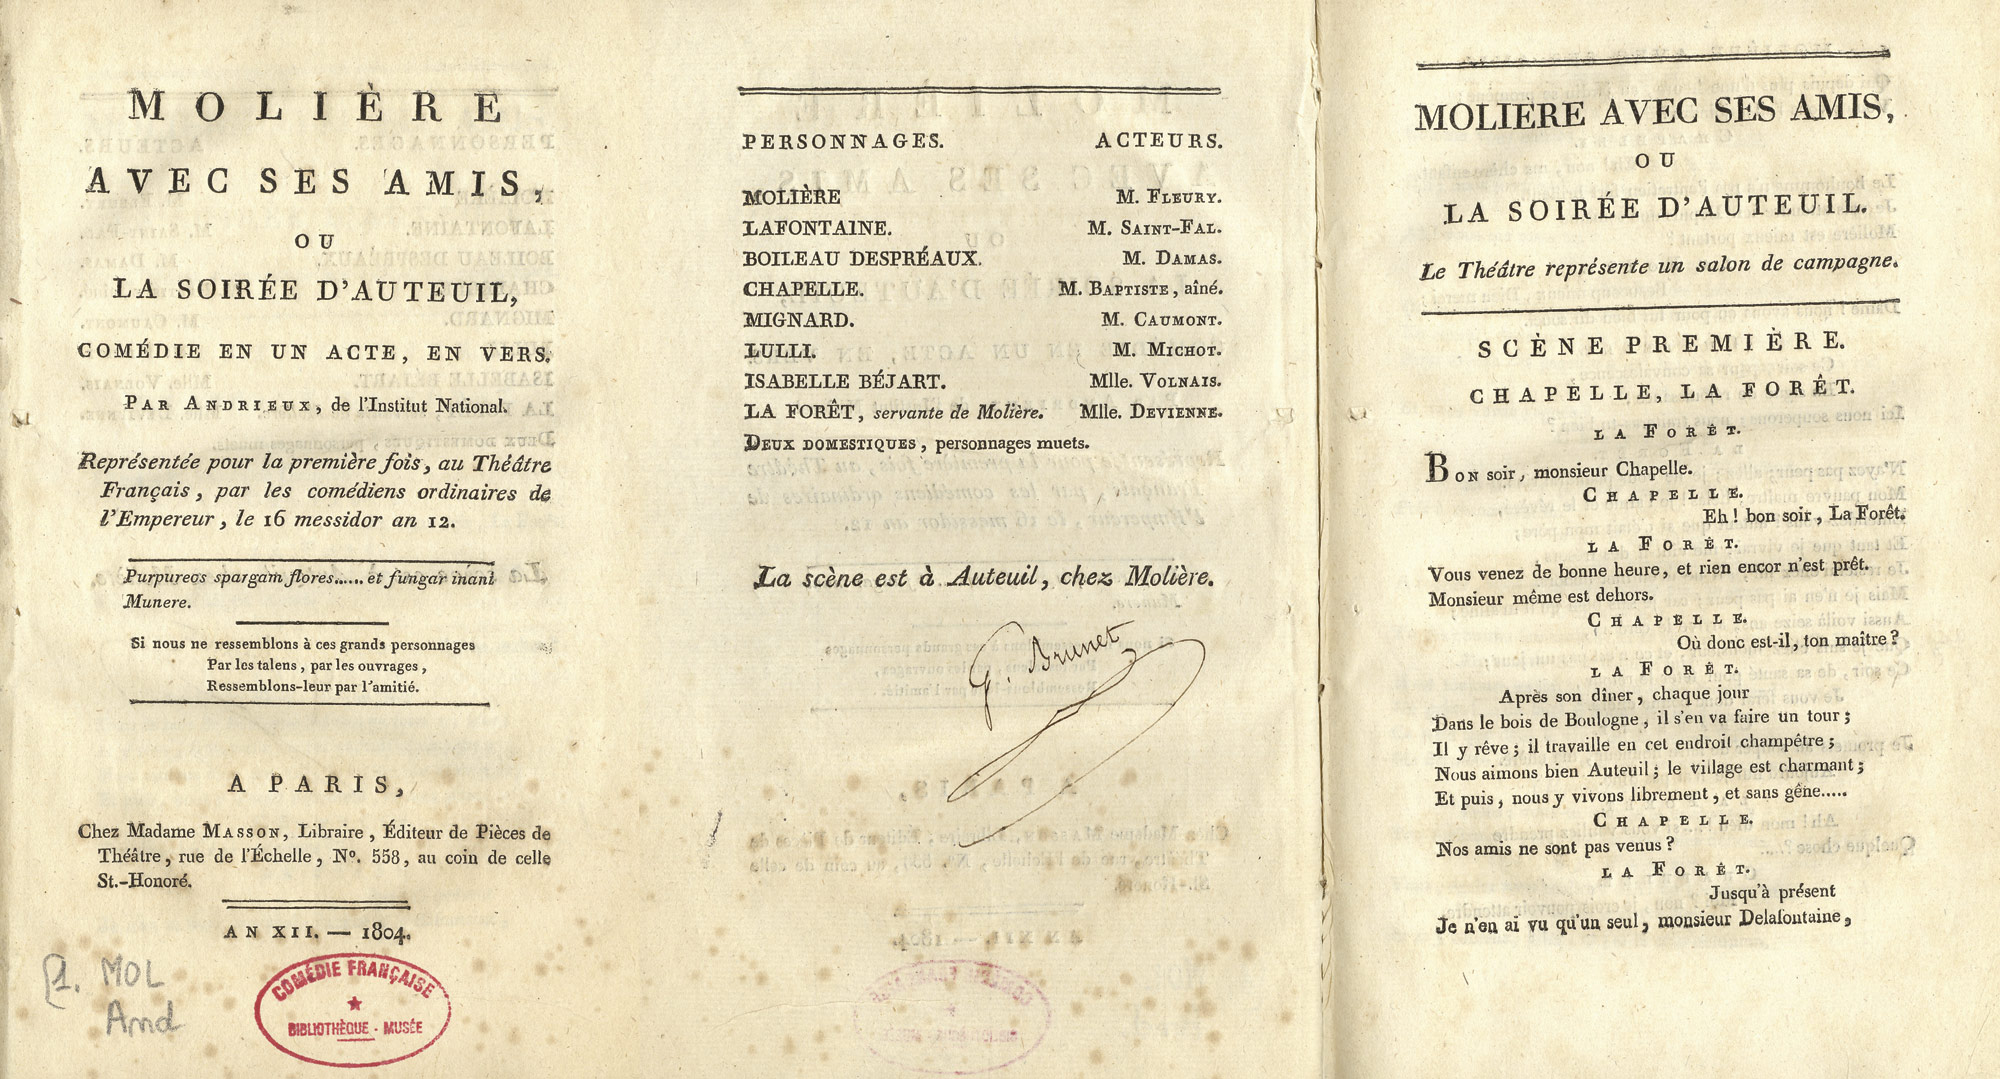 MOLIÈRE
AVEC SES AMIS,
OU
LA SOIRÉE D'AUTEUIL,
COMÉDIE EN UN ACTE, EN VERS.
PAR ANDRIEUX, de l'Institut National.
Représentée pour la première fois, au Théâtre
Français, par les comédiens ordinaires de
l'Empereur, le 16 messidor an 12.
Purpureos spargam flores...... et fungar inani
Munere.
Si nous ne ressemblons à ces grands personnages
Par les talens, par les ouvrages,
Ressemblons-leur par l'amitié.
A PARIS,
Chez Madame MASSON, Libraire, Éditeur de Pièces de
Théâtre, rue de l'Échelle, N°. 558, au coin de celle
St.-Honoré.
AN XII. — 1804.
MOL
And
COMÉDIE FRANÇAISE
BIBLIOTHÈQUE - MUSÉE
PERSONNAGES. ACTEURS.
MOLIÈRE M. FLEURY.
LAFONTAINE. M. SAINT-FAL.
BOILEAU DESPRÉAUX. M. DAMAS.
CHAPELLE. M. BAPTISTE, aîné.
MIGNARD. M. CAUMONT.
LULLI. M. MICHOT.
ISABELLE BÉJART. Mlle. VOLNAIS.
LA FORÊT, servante de Molière. Mlle. DEVIENNE.
DEUX DOMESTIQUES, personnages muets.
La scène est à Auteuil, chez Molière.
G. Brunet
MOLIÈRE AVEC SES AMIS,
OU
LA SOIRÉE D'AUTEUIL.
Le Théâtre représente un salon de campagne.
SCÈNE PREMIÈRE.
CHAPELLE, LA FORÊT.
LA FORÊT.
BON soir, monsieur Chapelle.
CHAPELLE.
Eh! bon soir, La Forêt.
LA FORÊT.
Vous venez de bonne heure, et rien encor n'est prêt.
Monsieur même est dehors.
CHAPELLE.
Où donc est-il, ton maître?
LA FORÊT.
Après son dîner, chaque jour
Dans le bois de Boulogne, il s'en va faire un tour;
Il y rêve; il travaille en cet endroit champêtre;
Nous aimons bien Auteuil; le village est charmant;
Et puis, nous y vivons librement, et sans gêne.....
CHAPELLE.
Nos amis ne sont pas venus?
LA FORÊT.
Jusqu'à présent
Je n'en ai vu qu'un seul, monsieur Delafontaine,